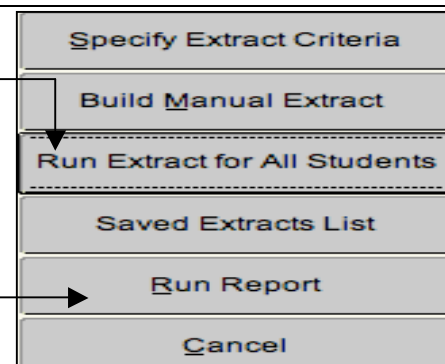 Specify Extract Criteria
Build Manual Extract
Run Extract for All Students
Saved Extracts List
Run Report
Cancel